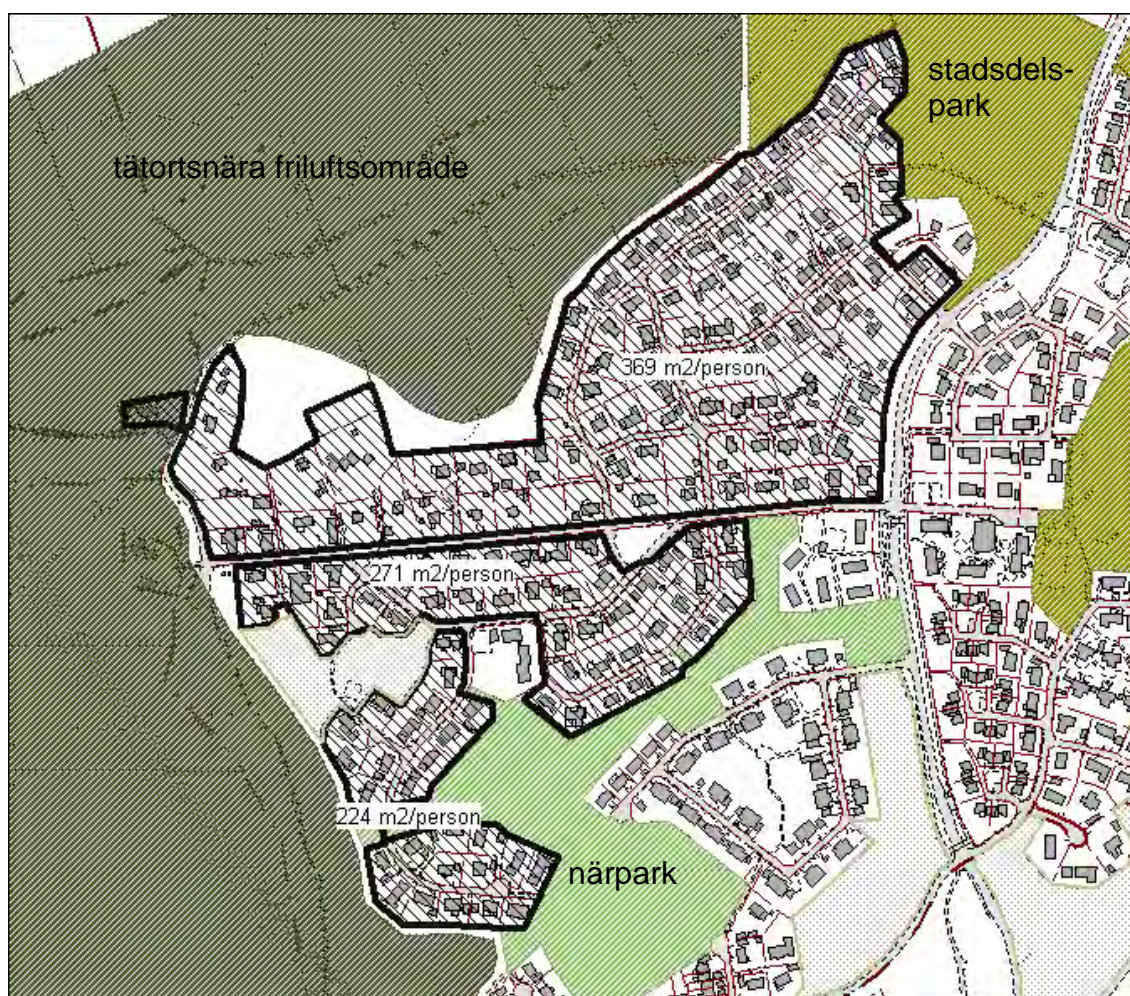 stadsdels-
park
tätortsnära friluftsområde
369 m2/person
271 m2/person
224 m2/person
närpark